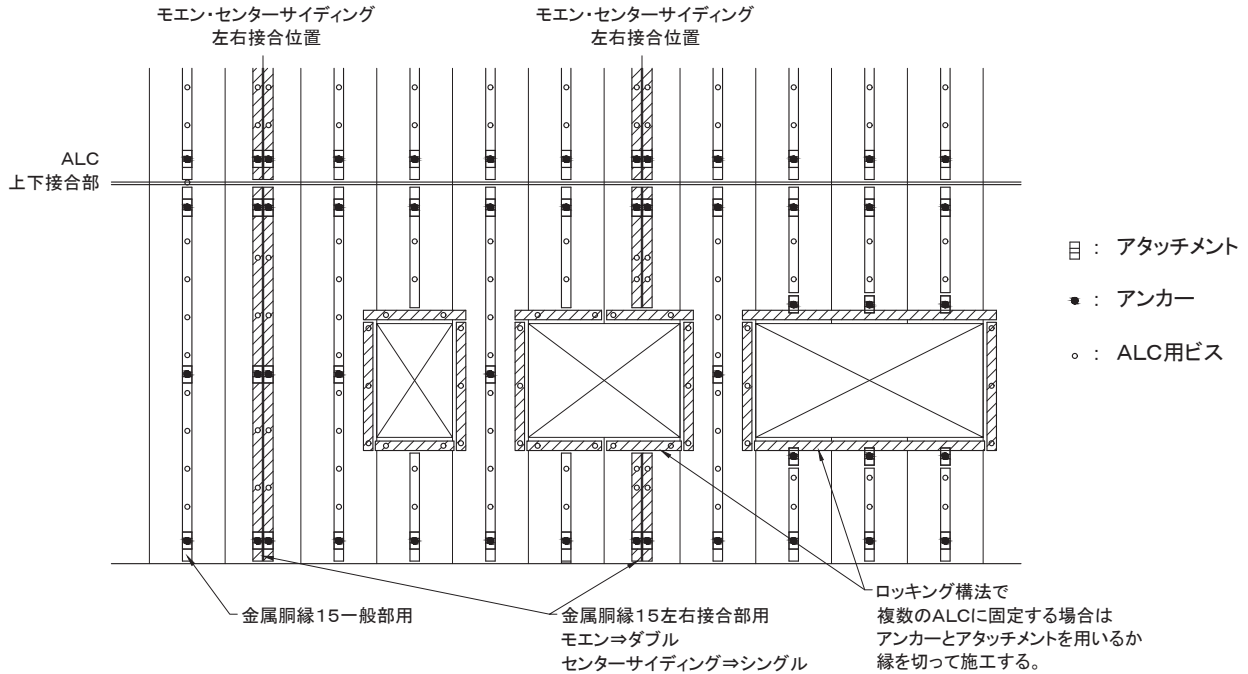 モエン・センターサイディング
左右接合位置
モエン・センターサイディング
左右接合位置
ALC
上下接合部
： アタッチメント
： アンカー
： ALC用ビス
金属胴縁15一般部用
金属胴縁15左右接合部用
モエン⇒ダブル
センターサイディング⇒シングル
ロッキング構法で
複数のALCに固定する場合は
アンカーとアタッチメントを用いるか
縁を切って施工する。